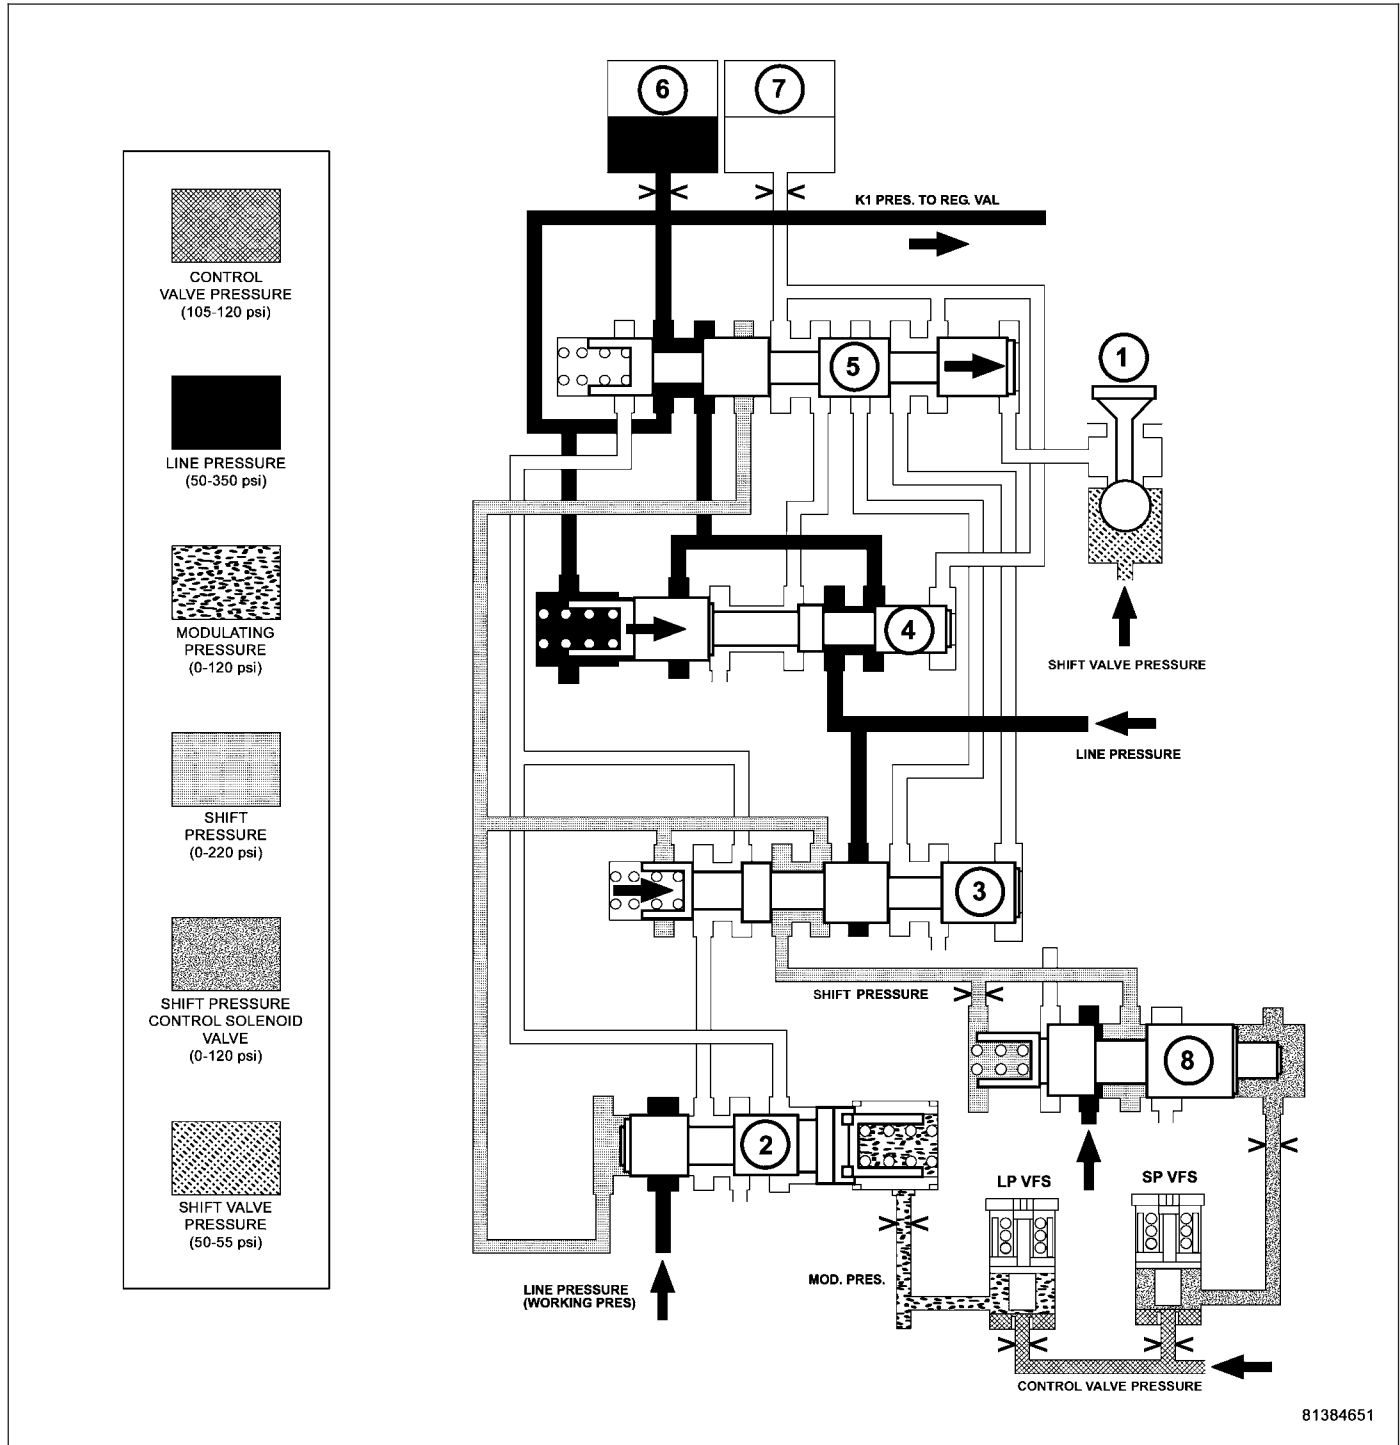 6
7
K1 PRES. TO REG. VAL
CONTROL
VALVE PRESSURE
(105-120 psi)
LINE PRESSURE
(50-350 psi)
MODULATING
PRESSURE
(0-120 psi)
SHIFT
PRESSURE
(0-220 psi)
SHIFT PRESSURE
CONTROL SOLENOID
VALVE
(0-120 psi)
SHIFT VALVE
PRESSURE
(50-55 psi)
5
1
SHIFT VALVE PRESSURE
4
LINE PRESSURE
3
SHIFT PRESSURE
8
2
LP VFS
SP VFS
MOD. PRES.
LINE PRESSURE
(WORKING PRES)
CONTROL VALVE PRESSURE
81384651